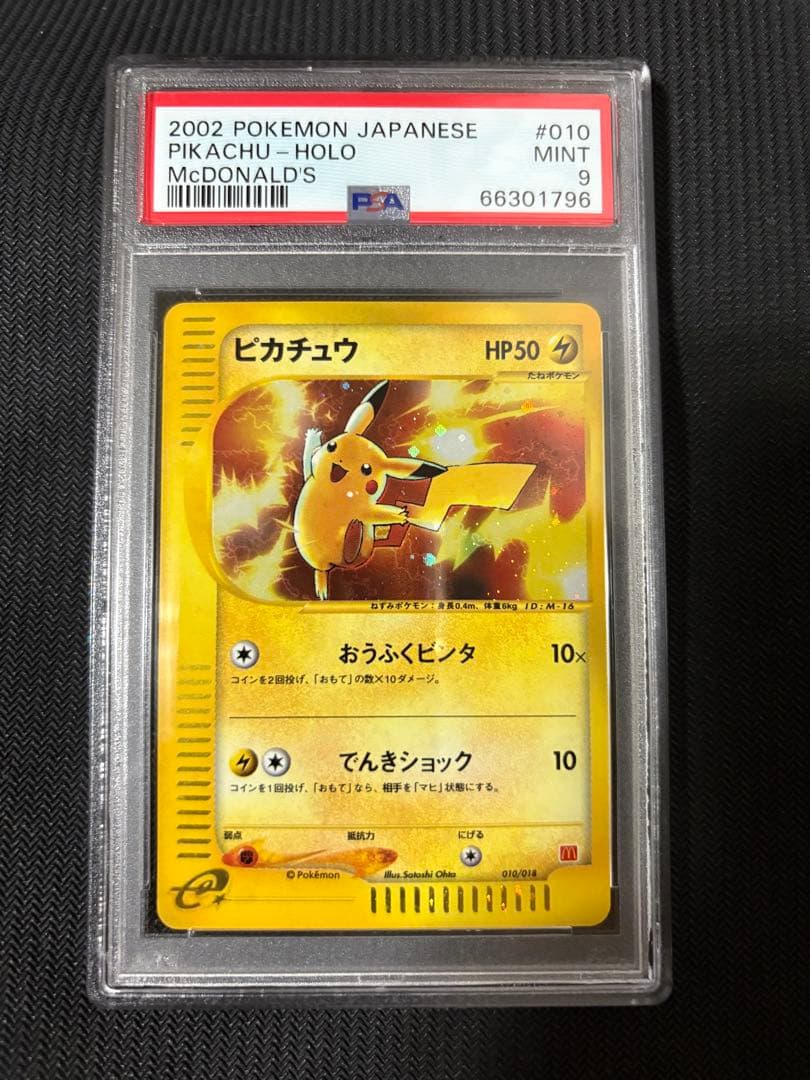 2002 POKEMON JAPANESE #010
PIKACHU-HOLO MINT
McDONALD'S 9
PSA 66301796
ピカチュウ HP50
たねポケモン
ねずみポケモン：身長0.4m、体重6kg ID:M-16
おうふくビンタ 10×
コインを2回投げ、「おもて」の数×10ダメージ。
でんきショック 10
コインを1回投げ、「おもて」なら、相手を「マヒ」状態にする。
弱点 抵抗力 にげる
©Pokémon Illus.Satoshi Ohta 010/018
e